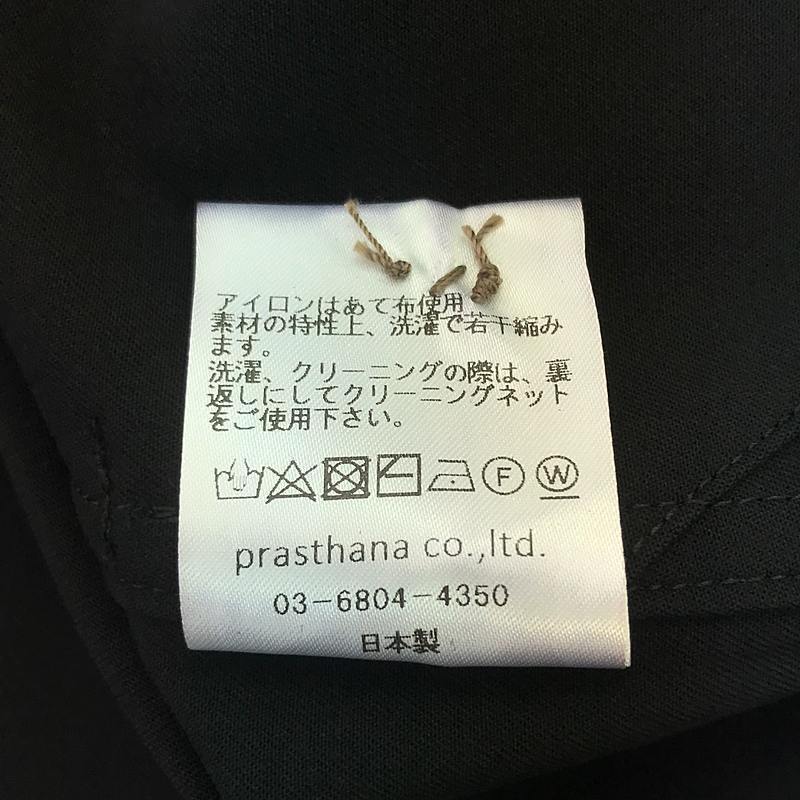 アイロンはあて布使用
素材の特性上、洗濯で若干縮み
ます。
洗濯、クリーニングの際は、裏
返しにしてクリーニングネット
をご使用下さい。
F W
prasthana co.,ltd.
03-6804-4350
日本製